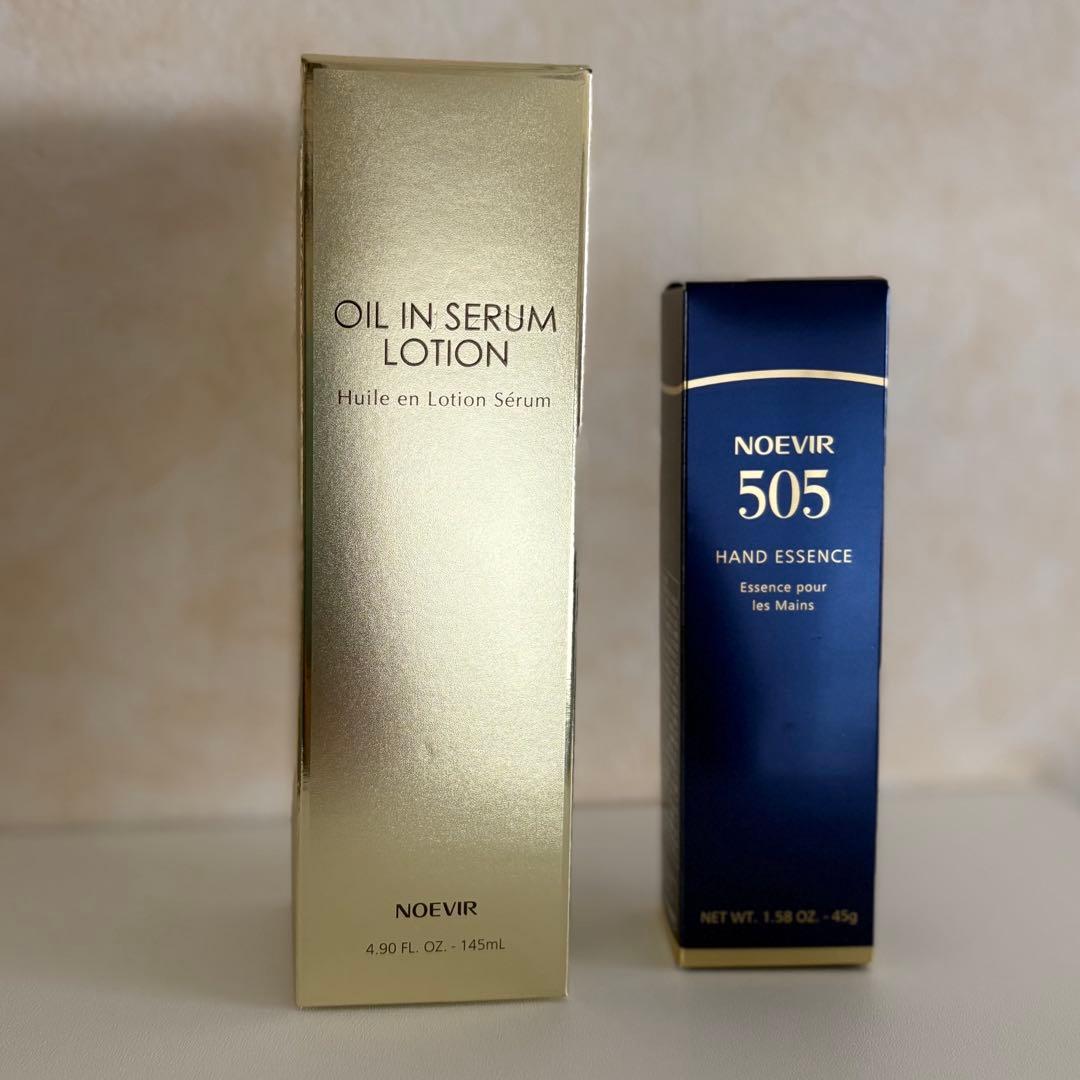 OIL IN SERUM
LOTION
Huile en Lotion Sérum
NOEVIR
4.90 FL. OZ. - 145mL
NOEVIR
505
HAND ESSENCE
Essence pour
les Mains
NET WT. 1.58 OZ. - 45g